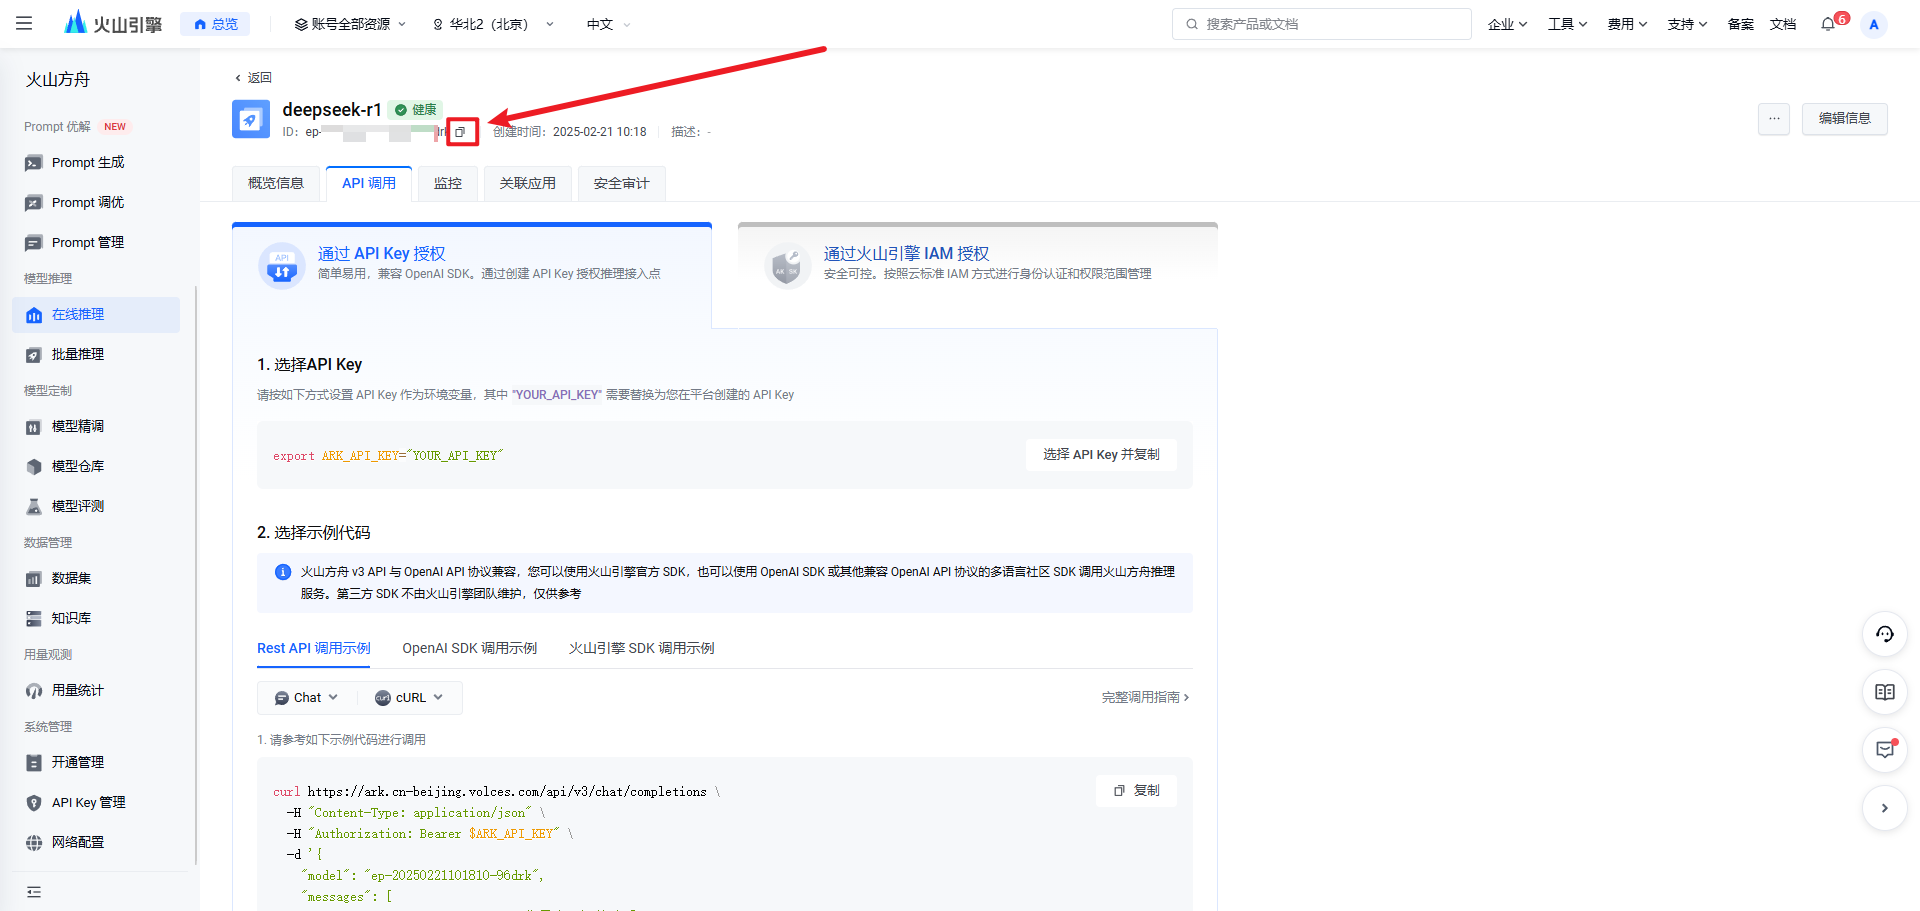 火山引擎
总览
账号全部资源
华北2（北京）
中文
搜索产品或文档
企业
工具
费用
支持
备案
文档
6
A
火山方舟
Prompt 优解 NEW
Prompt 生成
Prompt 调优
Prompt 管理
模型推理
在线推理
批量推理
模型定制
模型精调
模型仓库
模型评测
数据管理
数据集
知识库
用量观测
用量统计
系统管理
开通管理
API Key 管理
网络配置
返回
deepseek-r1 健康
ID： ep- 创建时间： 2025-02-21 10:18 描述： -
...
编辑信息
概览信息
API 调用
监控
关联应用
安全审计
API
通过 API Key 授权
简单易用，兼容 OpenAI SDK。通过创建 API Key 授权推理接入点
AK SK
通过火山引擎 IAM 授权
安全可控。按照云标准 IAM 方式进行身份认证和权限范围管理
1. 选择API Key
请按如下方式设置 API Key 作为环境变量，其中 "YOUR_API_KEY" 需要替换为您在平台创建的 API Key
export ARK_API_KEY="YOUR_API_KEY"
选择 API Key 并复制
2. 选择示例代码
火山方舟 v3 API 与 OpenAI API 协议兼容，您可以使用火山引擎官方 SDK，也可以使用 OpenAI SDK 或其他兼容 OpenAI API 协议的多语言社区 SDK 调用火山方舟推理
服务。第三方 SDK 不由火山引擎团队维护，仅供参考
Rest API 调用示例
OpenAI SDK 调用示例
火山引擎 SDK 调用示例
Chat
curl cURL
完整调用指南
1. 请参考如下示例代码进行调用
curl https://ark.cn-beijing.volces.com/api/v3/chat/completions \
复制
-H "Content-Type: application/json" \
-H "Authorization: Bearer $ARK_API_KEY" \
-d '{
"model": "ep-20250221101810-96drk",
"messages": [